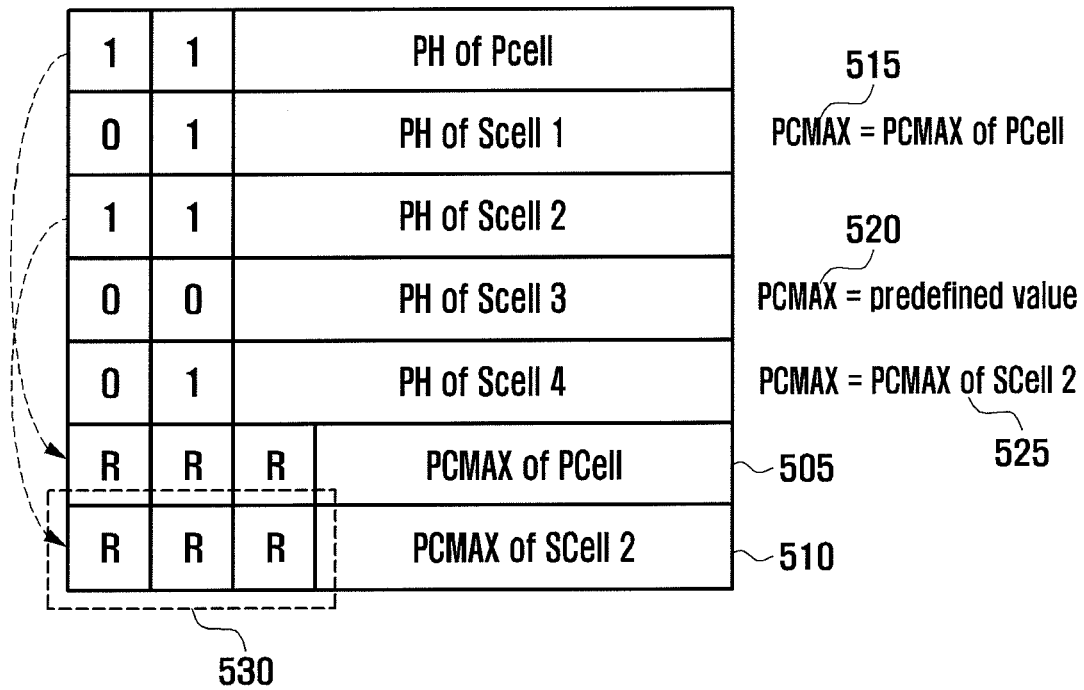 1 1 PH of Pcell
515
0 1 PH of Scell 1 PCMAX = PCMAX of PCell
1 1 PH of Scell 2
520
0 0 PH of Scell 3 PCMAX = predefined value
0 1 PH of Scell 4 PCMAX = PCMAX of SCell 2
R R R PCMAX of PCell 505 525
R R R PCMAX of SCell 2 510
530